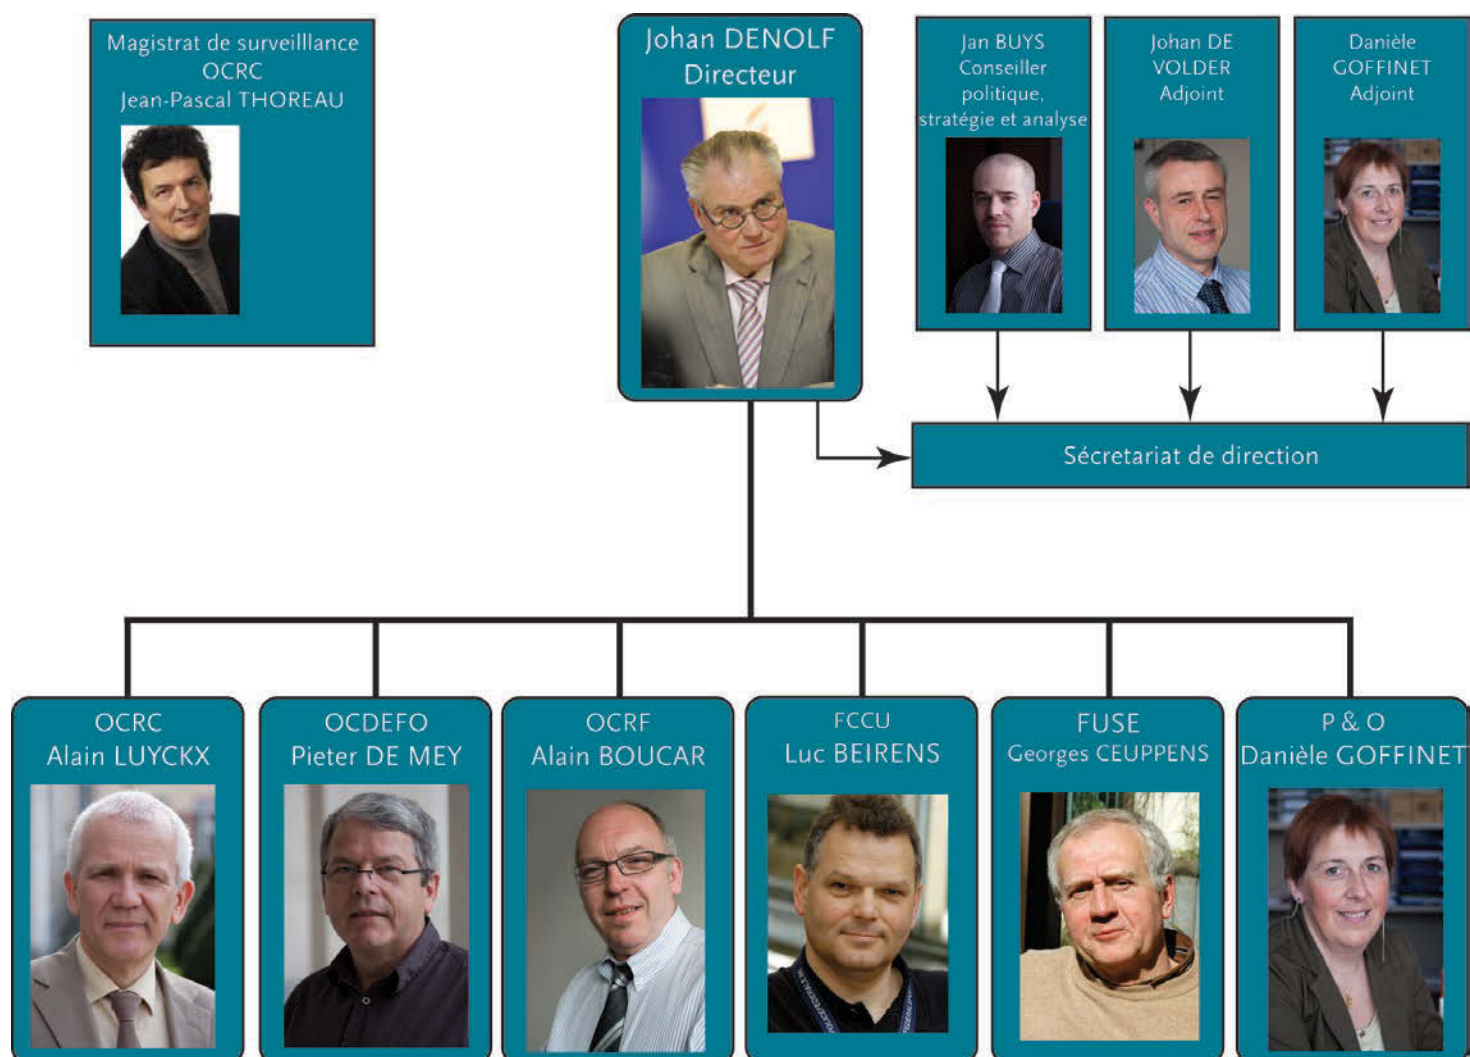 Magistrat de surveilllance
OCRC
Jean-Pascal THOREAU
Johan DENOLF
Directeur
Jan BUYS
Conseiller
politique,
stratégie et analyse
Johan DE
VOLDER
Adjoint
Danièle
GOFFINET
Adjoint
Sécretariat de direction
OCRC
Alain LUYCKX
OCDEFO
Pieter DE MEY
OCRF
Alain BOUCAR
FCCU
Luc BEIRENS
FUSE
Georges CEUPPENS
P & O
Danièle GOFFINET